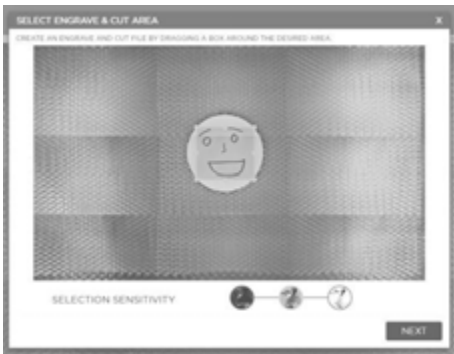 SELECT ENGRAVE & CUT AREA X
CREATE AN ENGRAVE AND CUT FILE BY DRAGGING A BOX AROUND THE DESIRED AREA.
SELECTION SENSITIVITY
NEXT